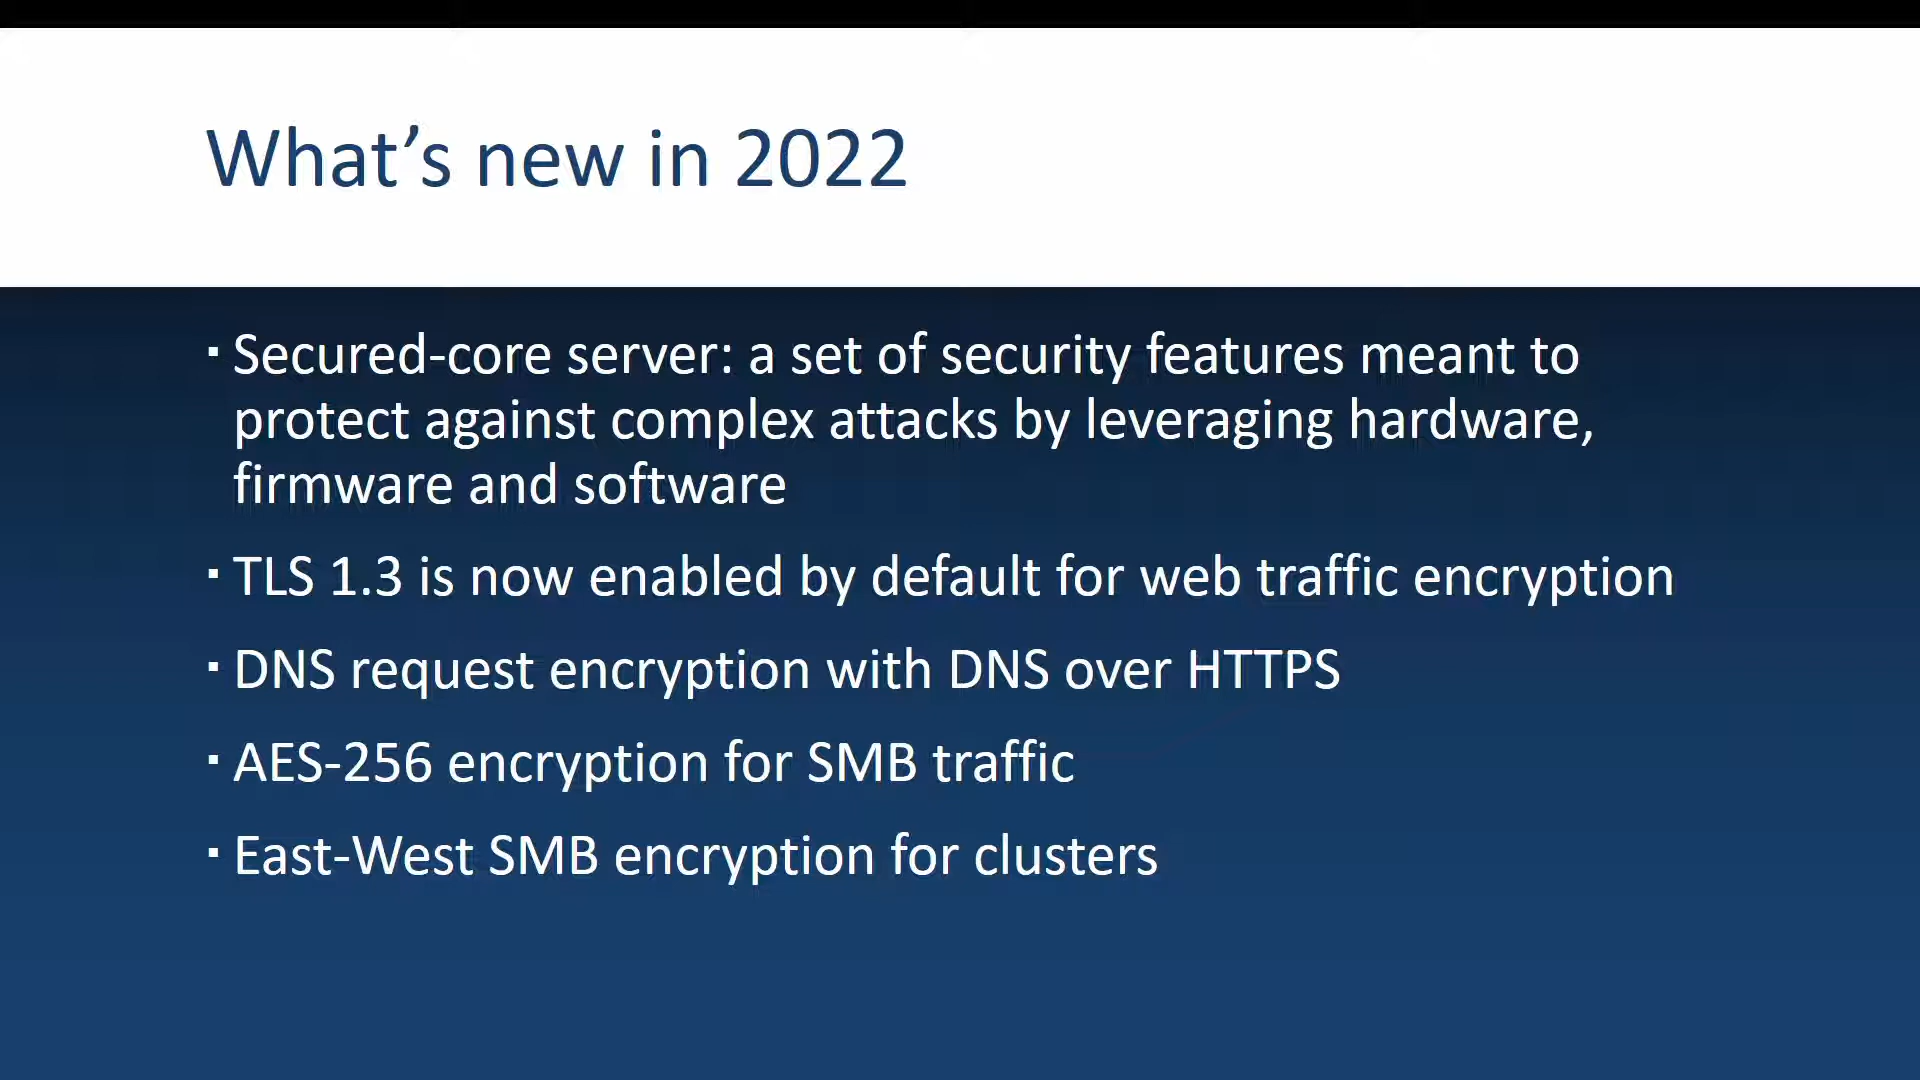 What’s new in 2022
▪ Secured-core server: a set of security features meant to
protect against complex attacks by leveraging hardware,
firmware and software
▪ TLS 1.3 is now enabled by default for web traffic encryption
▪ DNS request encryption with DNS over HTTPS
▪ AES-256 encryption for SMB traffic
▪ East-West SMB encryption for clusters